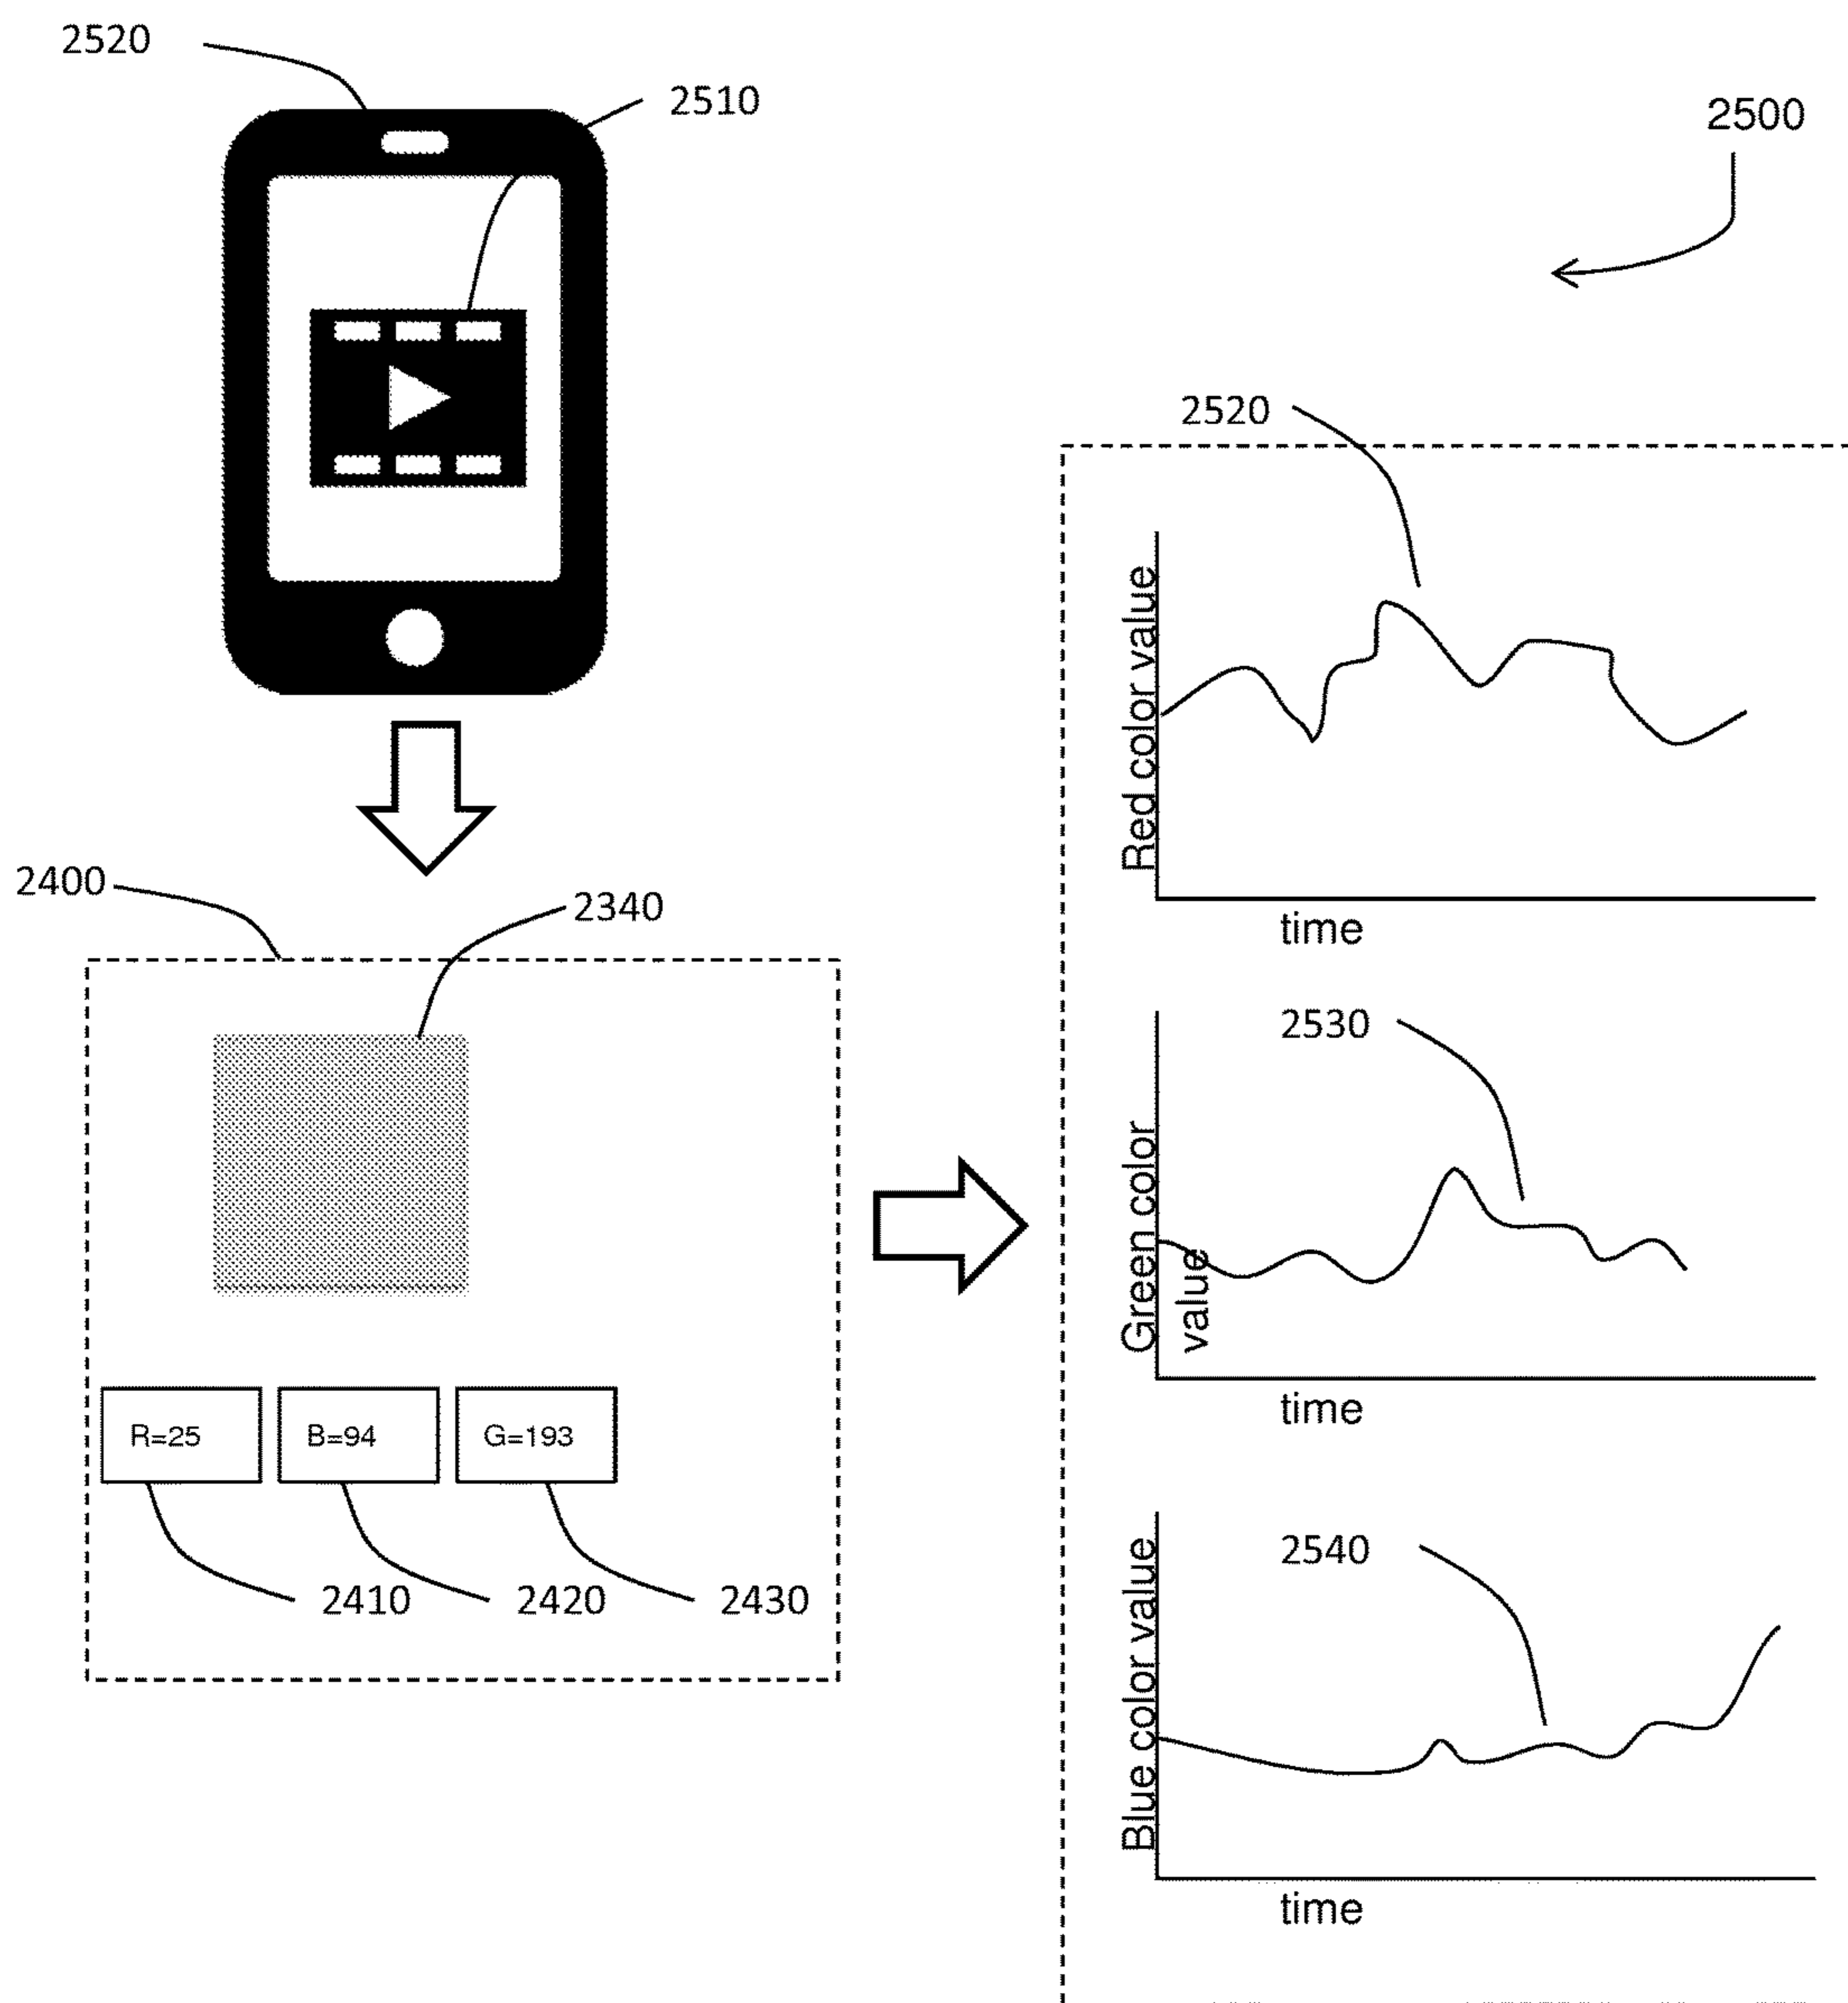 2520
2510
2500
2520
Red color value
time
2400
2340
2530
Green color
value
time
R=25
B=94
G=193
2410
2420
2430
2540
Blue color value
time